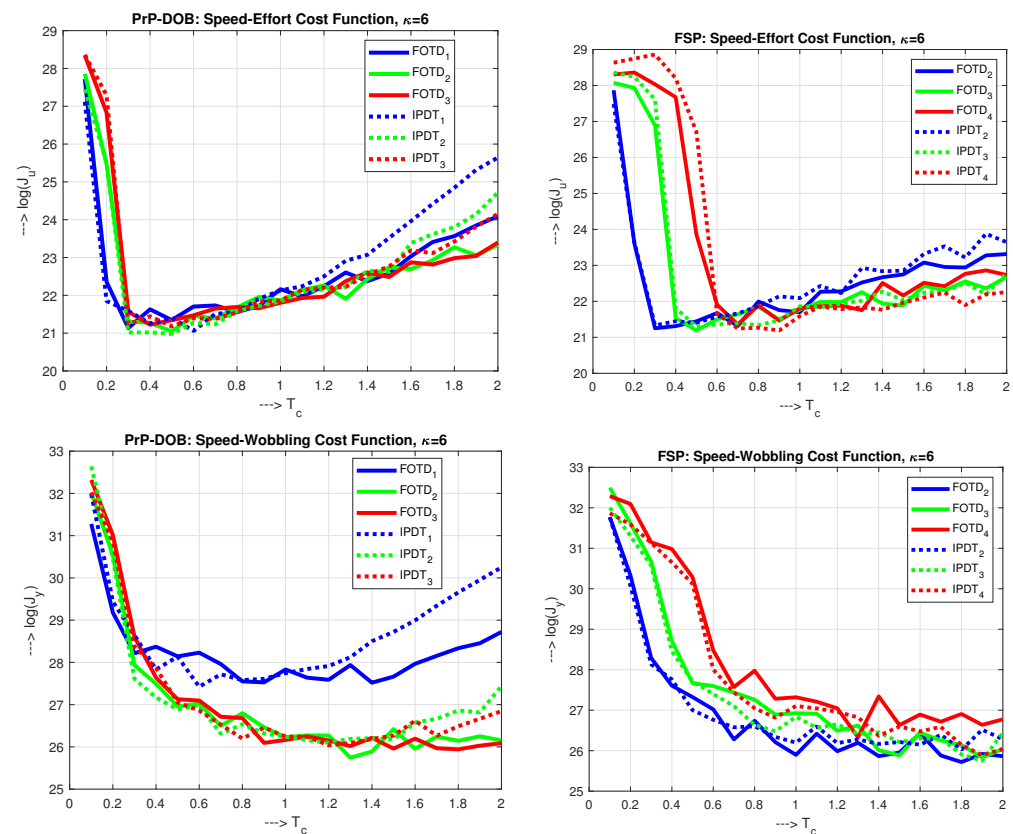 PrP-DOB: Speed-Effort Cost Function, κ=6
---> log(J_u)
29
28
27
26
25
24
23
22
21
20
0 0.2 0.4 0.6 0.8 1 1.2 1.4 1.6 1.8 2
---> T_c
FOTD_1
FOTD_2
FOTD_3
IPDT_1
IPDT_2
IPDT_3
FSP: Speed-Effort Cost Function, κ=6
---> log(J_u)
29
28
27
26
25
24
23
22
21
20
0 0.2 0.4 0.6 0.8 1 1.2 1.4 1.6 1.8 2
---> T_c
FOTD_2
FOTD_3
FOTD_4
IPDT_2
IPDT_3
IPDT_4
PrP-DOB: Speed-Wobbling Cost Function, κ=6
---> log(J_y)
33
32
31
30
29
28
27
26
25
0 0.2 0.4 0.6 0.8 1 1.2 1.4 1.6 1.8 2
---> T_c
FOTD_1
FOTD_2
FOTD_3
IPDT_1
IPDT_2
IPDT_3
FSP: Speed-Wobbling Cost Function, κ=6
---> log(J_y)
33
32
31
30
29
28
27
26
25
0 0.2 0.4 0.6 0.8 1 1.2 1.4 1.6 1.8 2
---> T_c
FOTD_2
FOTD_3
FOTD_4
IPDT_2
IPDT_3
IPDT_4